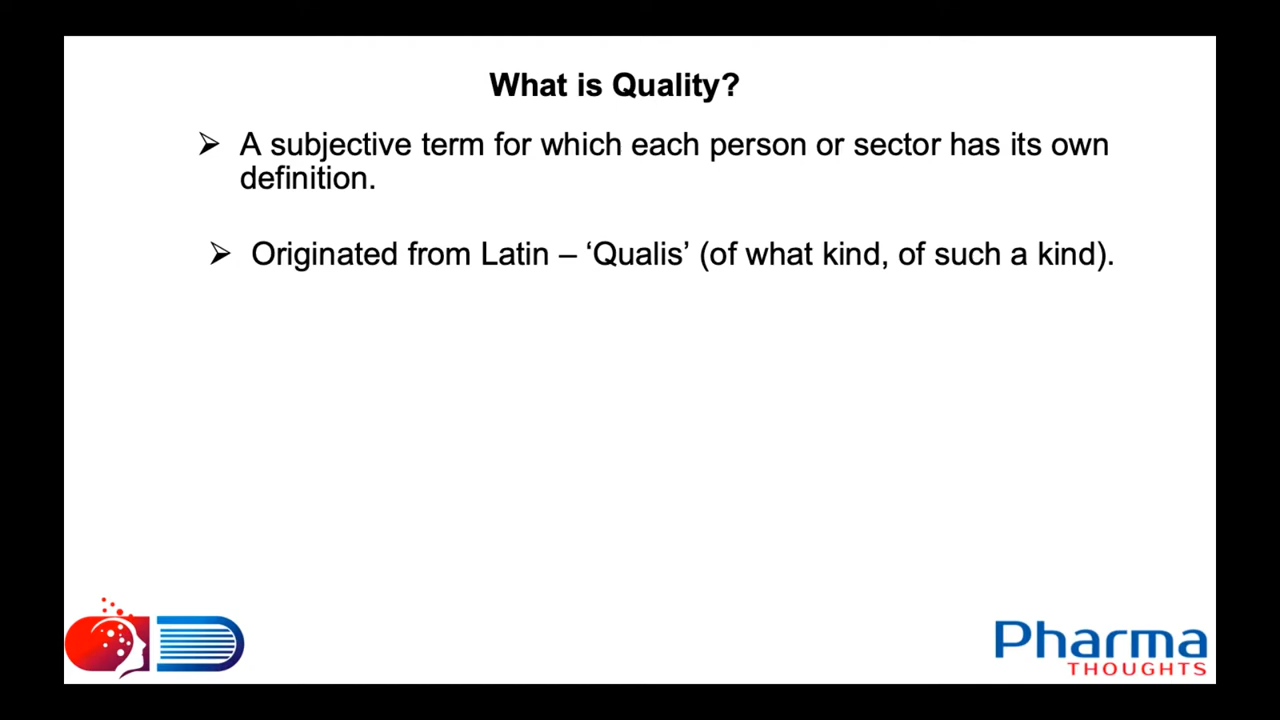 What is Quality?
➢ A subjective term for which each person or sector has its own
definition.
➢ Originated from Latin – ‘Qualis’ (of what kind, of such a kind).
Pharma
THOUGHTS